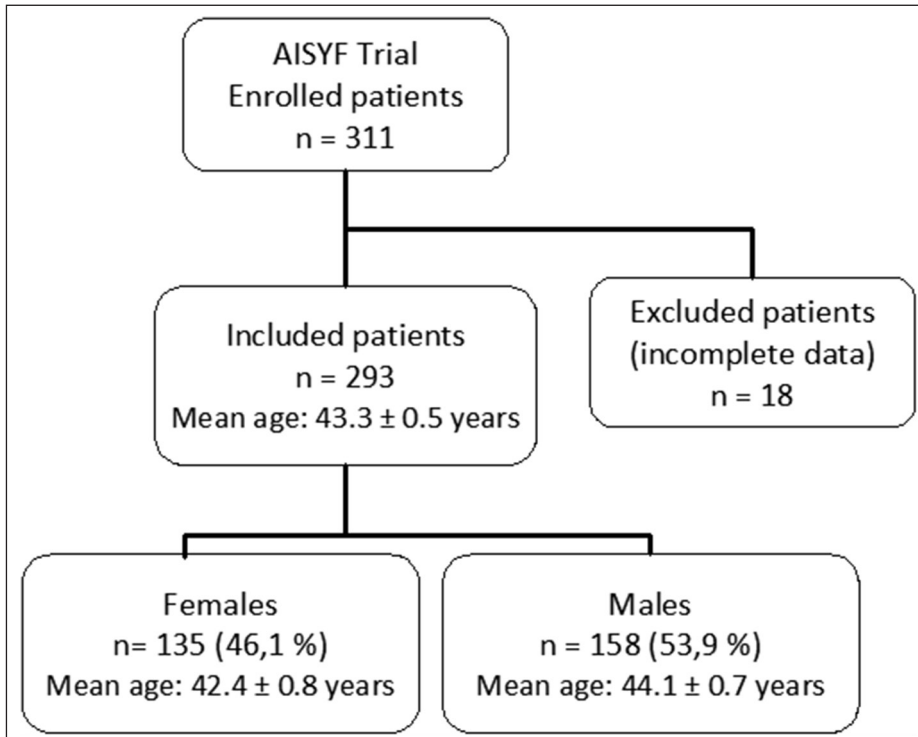 AISYF Trial
Enrolled patients
n = 311
Included patients
n = 293
Mean age: 43.3 ± 0.5 years
Excluded patients
(incomplete data)
n = 18
Females
n= 135 (46,1 %)
Mean age: 42.4 ± 0.8 years
Males
n = 158 (53,9 %)
Mean age: 44.1 ± 0.7 years